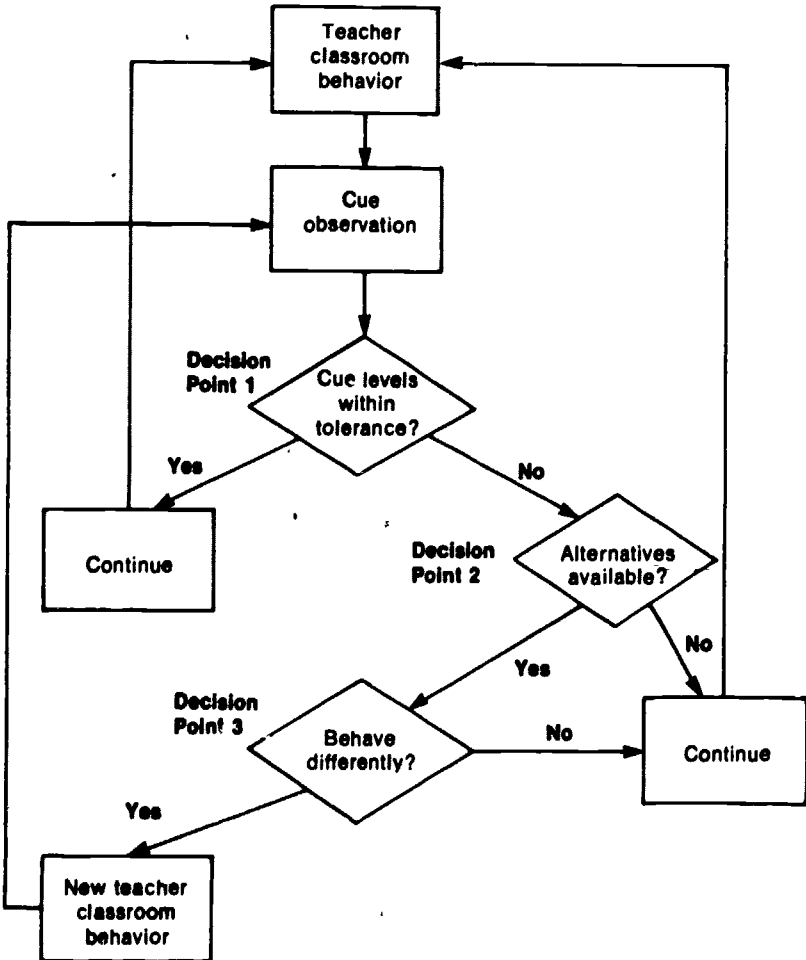 Teacher
classroom
behavior
Cue
observation
Decision
Point 1
Cue levels
within
tolerance?
Yes
No
Continue
Decision
Point 2
Alternatives
available?
No
Yes
Decision
Point 3
Behave
differently?
No
Continue
Yes
New teacher
classroom
behavior